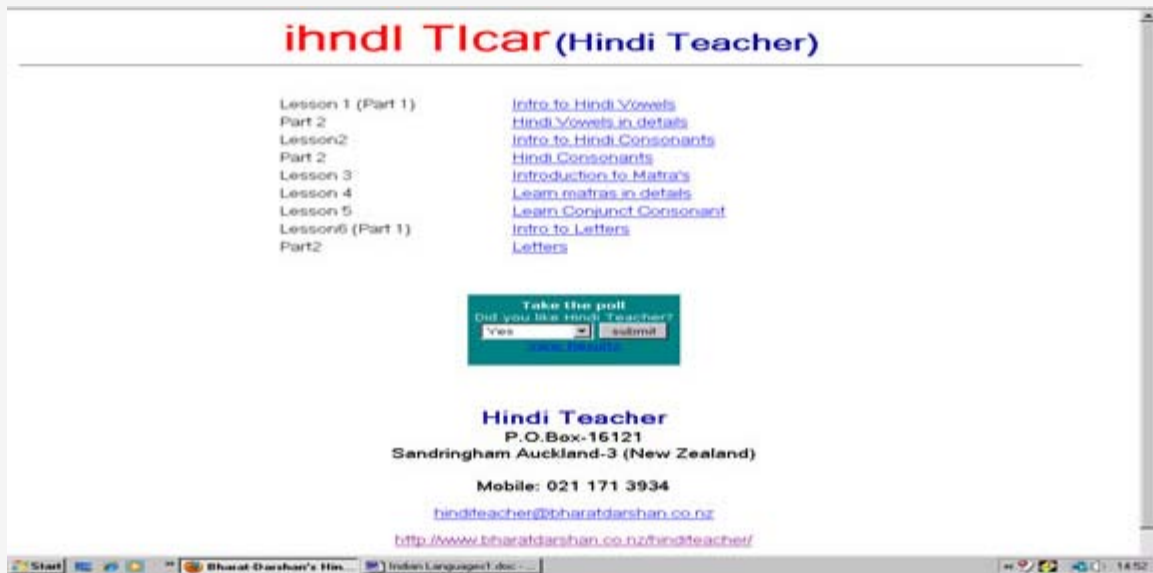 ihndI TIcar (Hindi Teacher)
Lesson 1 (Part 1) Intro to Hindi Vowels
Part 2 Hindi Vowels in details
Lesson2 Intro to Hindi Consonants
Part 2 Hindi Consonants
Lesson 3 Introduction to Matra's
Lesson 4 Learn matras in details
Lesson 5 Learn Conjunct Consonant
Lesson6 (Part 1) Intro to Letters
Part2 Letters
Take the poll
Did you like Hindi Teacher?
Yes submit
View Results
Hindi Teacher
P.O.Box-16121
Sandringham Auckland-3 (New Zealand)
Mobile: 021 171 3934
hinditeacher@bharatdarshan.co.nz
http://www.bharatdarshan.co.nz/hinditeacher/
Start Bharat-Darshan's Hin... Indian Languages1.doc - ... 14:52